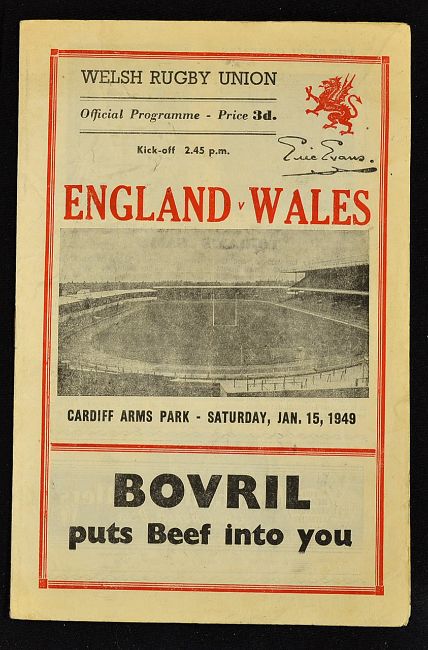 WELSH RUGBY UNION
Official Programme - Price 3d.
Kick-off 2.45 p.m.
Eric Evans.
ENGLAND v WALES
CARDIFF ARMS PARK - SATURDAY, JAN. 15, 1949
BOVRIL
puts Beef into you